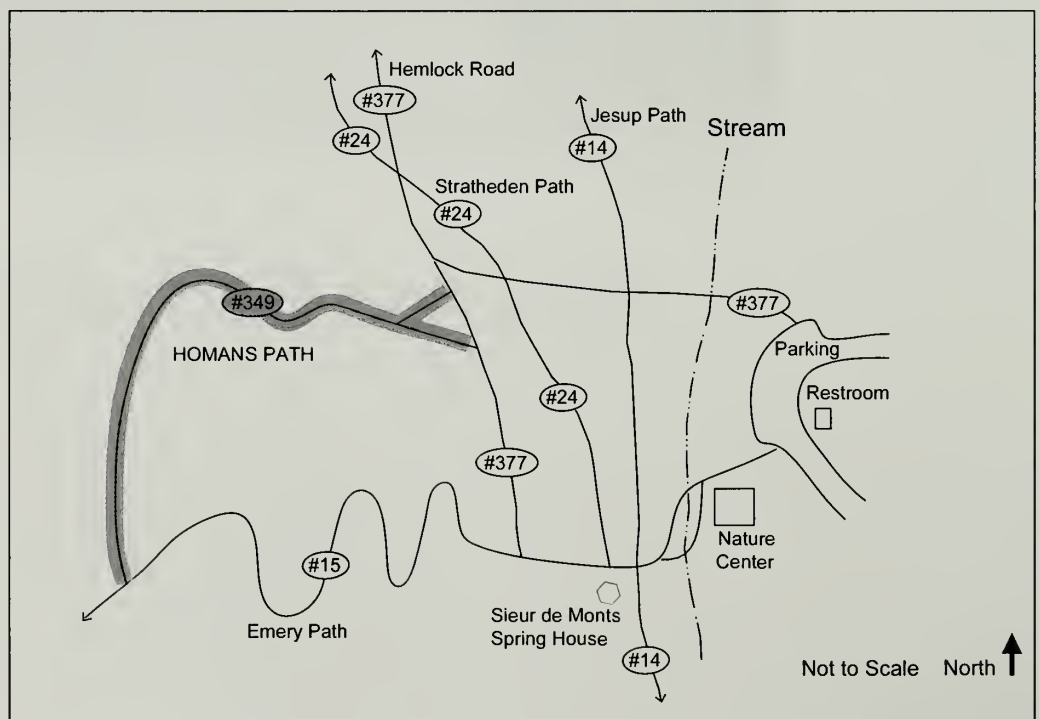 Hemlock Road
#377
Jesup Path
Stream
#24
#14
Stratheden Path
#24
#349
#377
HOMANS PATH
Parking
Restroom
#24
#377
Nature
Center
#15
Sieur de Monts
Spring House
Emery Path
#14
Not to Scale North